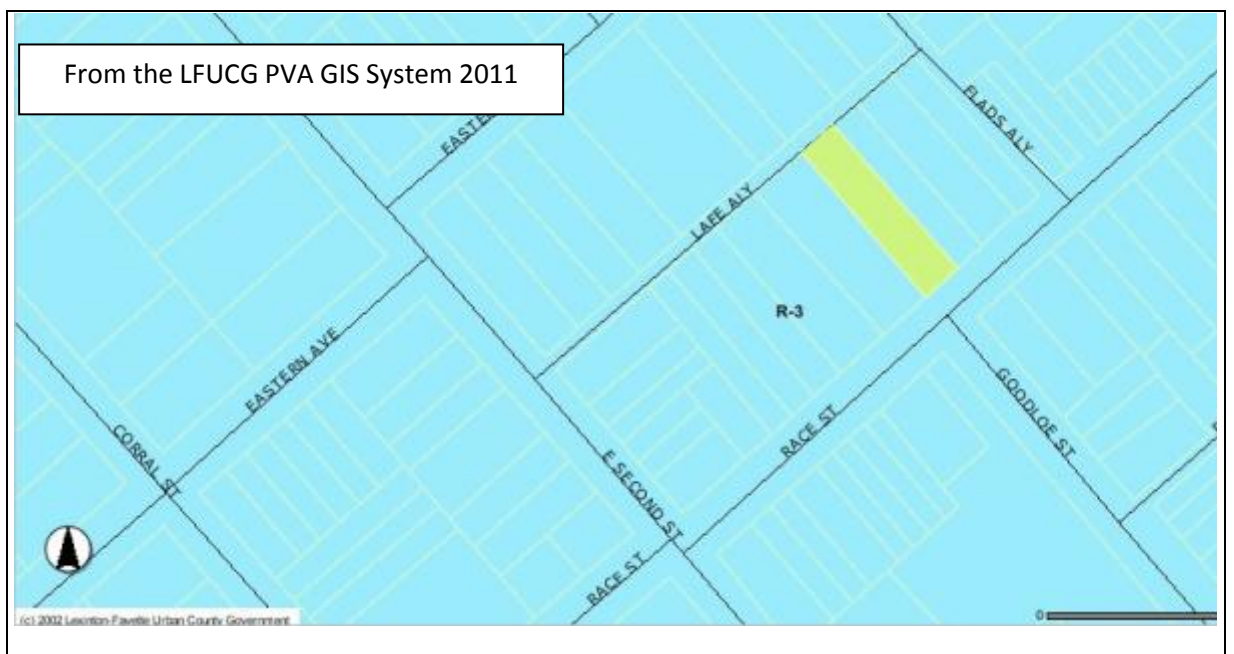 From the LFUCG PVA GIS System 2011
FLADS ALY
LAFE ALY
R-3
EASTERN AVE
RACE ST
GOODLOE ST
CORRAL ST
E SECOND ST
RACE ST
0
(c) 2002 Lexinton-Fayette Urban County Government